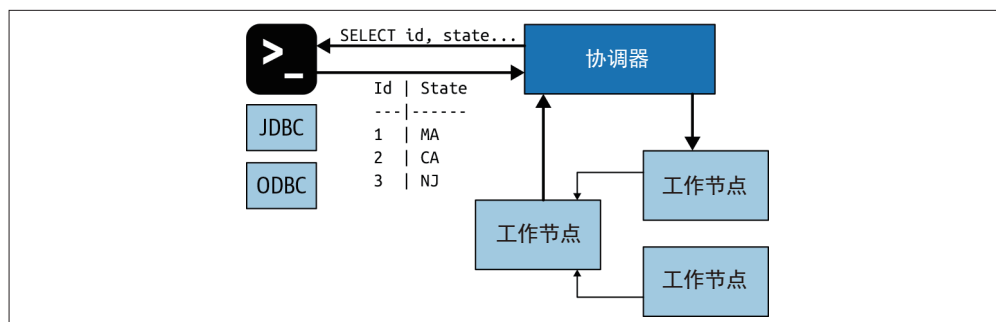 SELECT id, state...
协调器
>_
Id | State
---|------
1 | MA
2 | CA
3 | NJ
JDBC
ODBC
工作节点
工作节点
工作节点